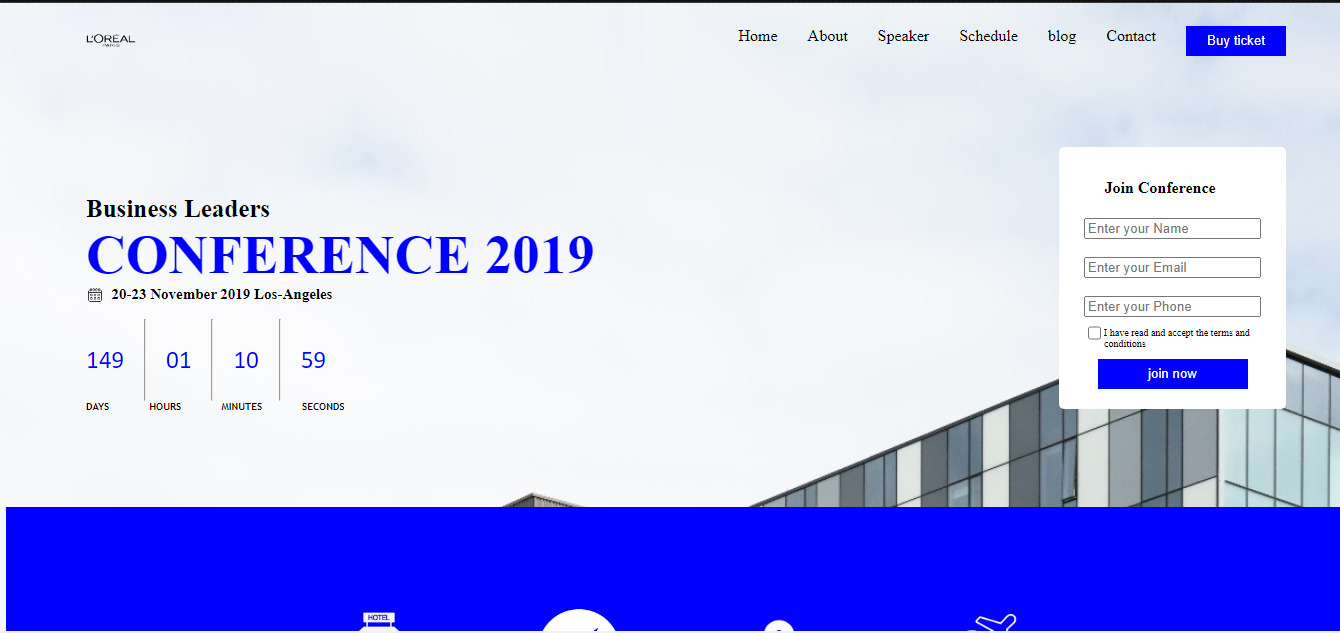 L'ORÉAL
PARIS
Home About Speaker Schedule blog Contact Buy ticket
Business Leaders
CONFERENCE 2019
20-23 November 2019 Los-Angeles
149 01 10 59
DAYS HOURS MINUTES SECONDS
Join Conference
Enter your Name
Enter your Email
Enter your Phone
I have read and accept the terms and
conditions
join now
HOTEL